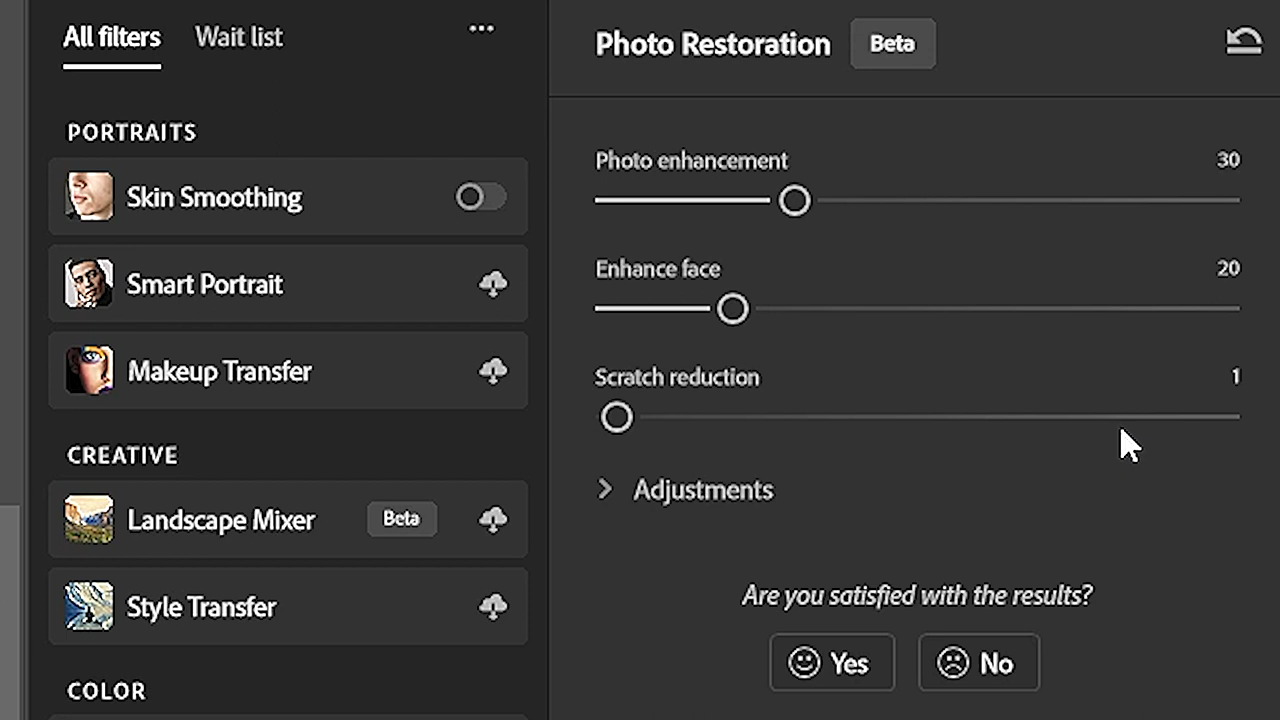 All filters
Wait list
PORTRAITS
Skin Smoothing
Smart Portrait
Makeup Transfer
CREATIVE
Landscape Mixer
Beta
Style Transfer
COLOR
Photo Restoration
Beta
Photo enhancement
30
Enhance face
20
Scratch reduction
1
Adjustments
Are you satisfied with the results?
Yes
No